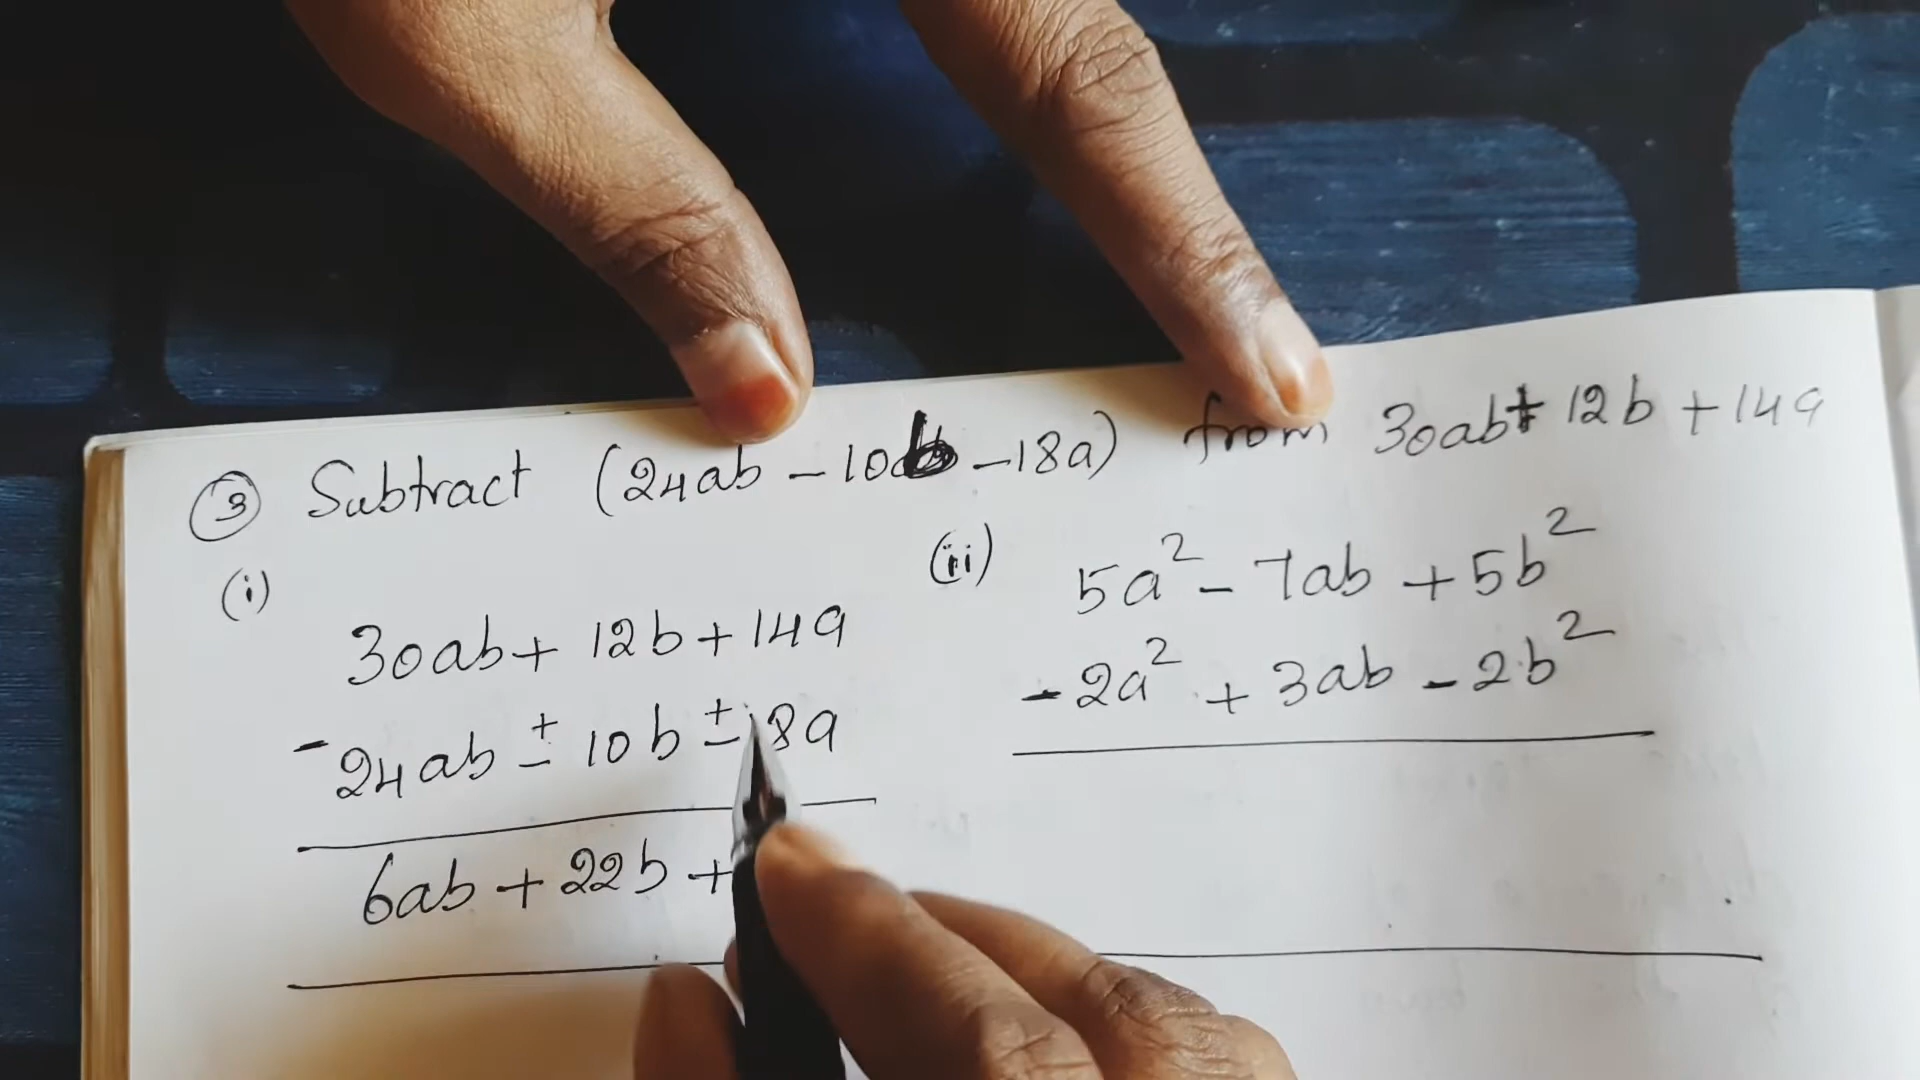 ③ Subtract (24ab - 10b - 18a) from 30ab + 12b + 14a
(i)
30ab + 12b + 14a
- 24ab ± 10b ± 18a
6ab + 22b +
(ii)
5a² - 7ab + 5b²
- 2a² + 3ab - 2b²